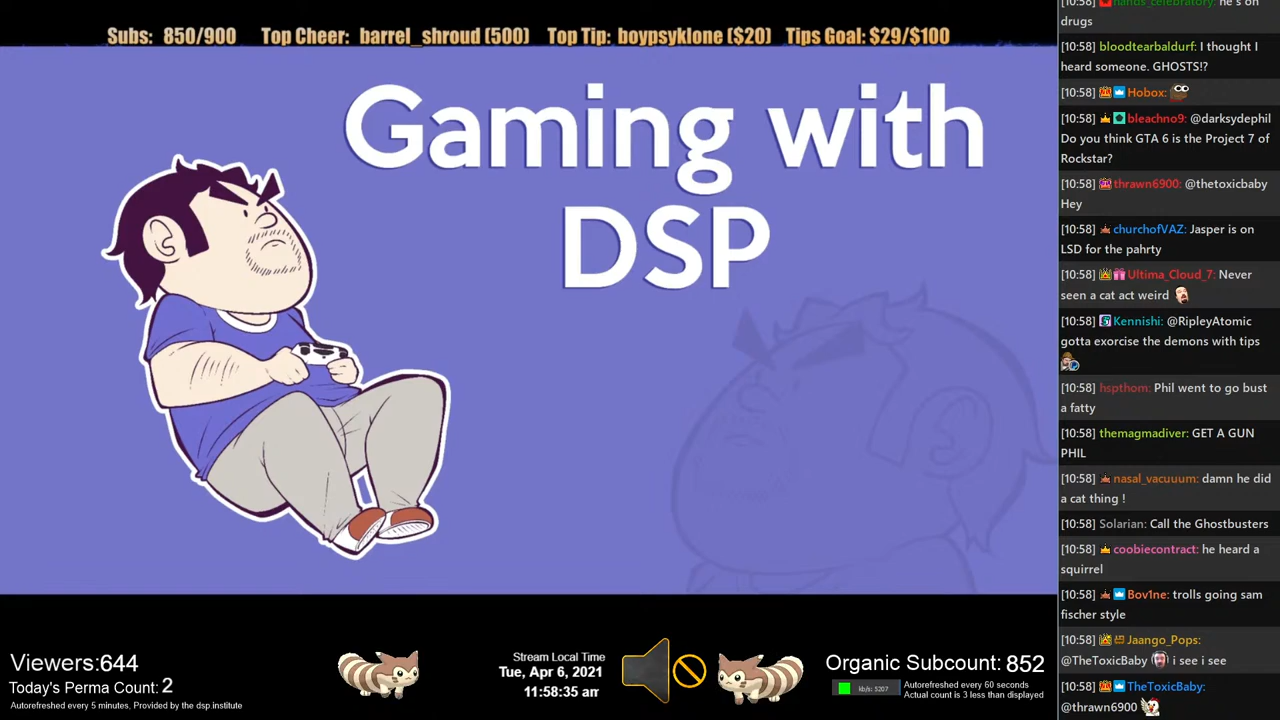 Subs: 850/900 Top Cheer: barrel_shroud (500) Top Tip: boypsyklone ($20) Tips Goal: $29/$100
Gaming with
DSP
Viewers:644
Today's Perma Count: 2
Autorefreshed every 5 minutes, Provided by the dsp institute
Stream Local Time
Tue, Apr 6, 2021
11:58:35 am
Organic Subcount: 852
kb/s: 5207
Autorefreshed every 60 seconds
Actual count is 3 less than displayed
[10:58] hands_celebratory: he's on
drugs
[10:58] bloodtearbaldurf: I thought I
heard someone. GHOSTS!?
[10:58] Hobox:
[10:58] bleachno9: @darksydephil
Do you think GTA 6 is the Project 7 of
Rockstar?
[10:58] thrawn6900: @thetoxicbaby
Hey
[10:58] churchofVAZ: Jasper is on
LSD for the pahrty
[10:58] Ultima_Cloud_7: Never
seen a cat act weird
[10:58] Kennishi: @RipleyAtomic
gotta exorcise the demons with tips
[10:58] hspthom: Phil went to go bust
a fatty
[10:58] themagmadiver: GET A GUN
PHIL
[10:58] nasal_vacuuum: damn he did
a cat thing !
[10:58] Solarian: Call the Ghostbusters
[10:58] coobiecontract: he heard a
squirrel
[10:58] Bov1ne: trolls going sam
fischer style
[10:58] Jaango_Pops:
@TheToxicBaby i see i see
[10:58] TheToxicBaby:
@thrawn6900